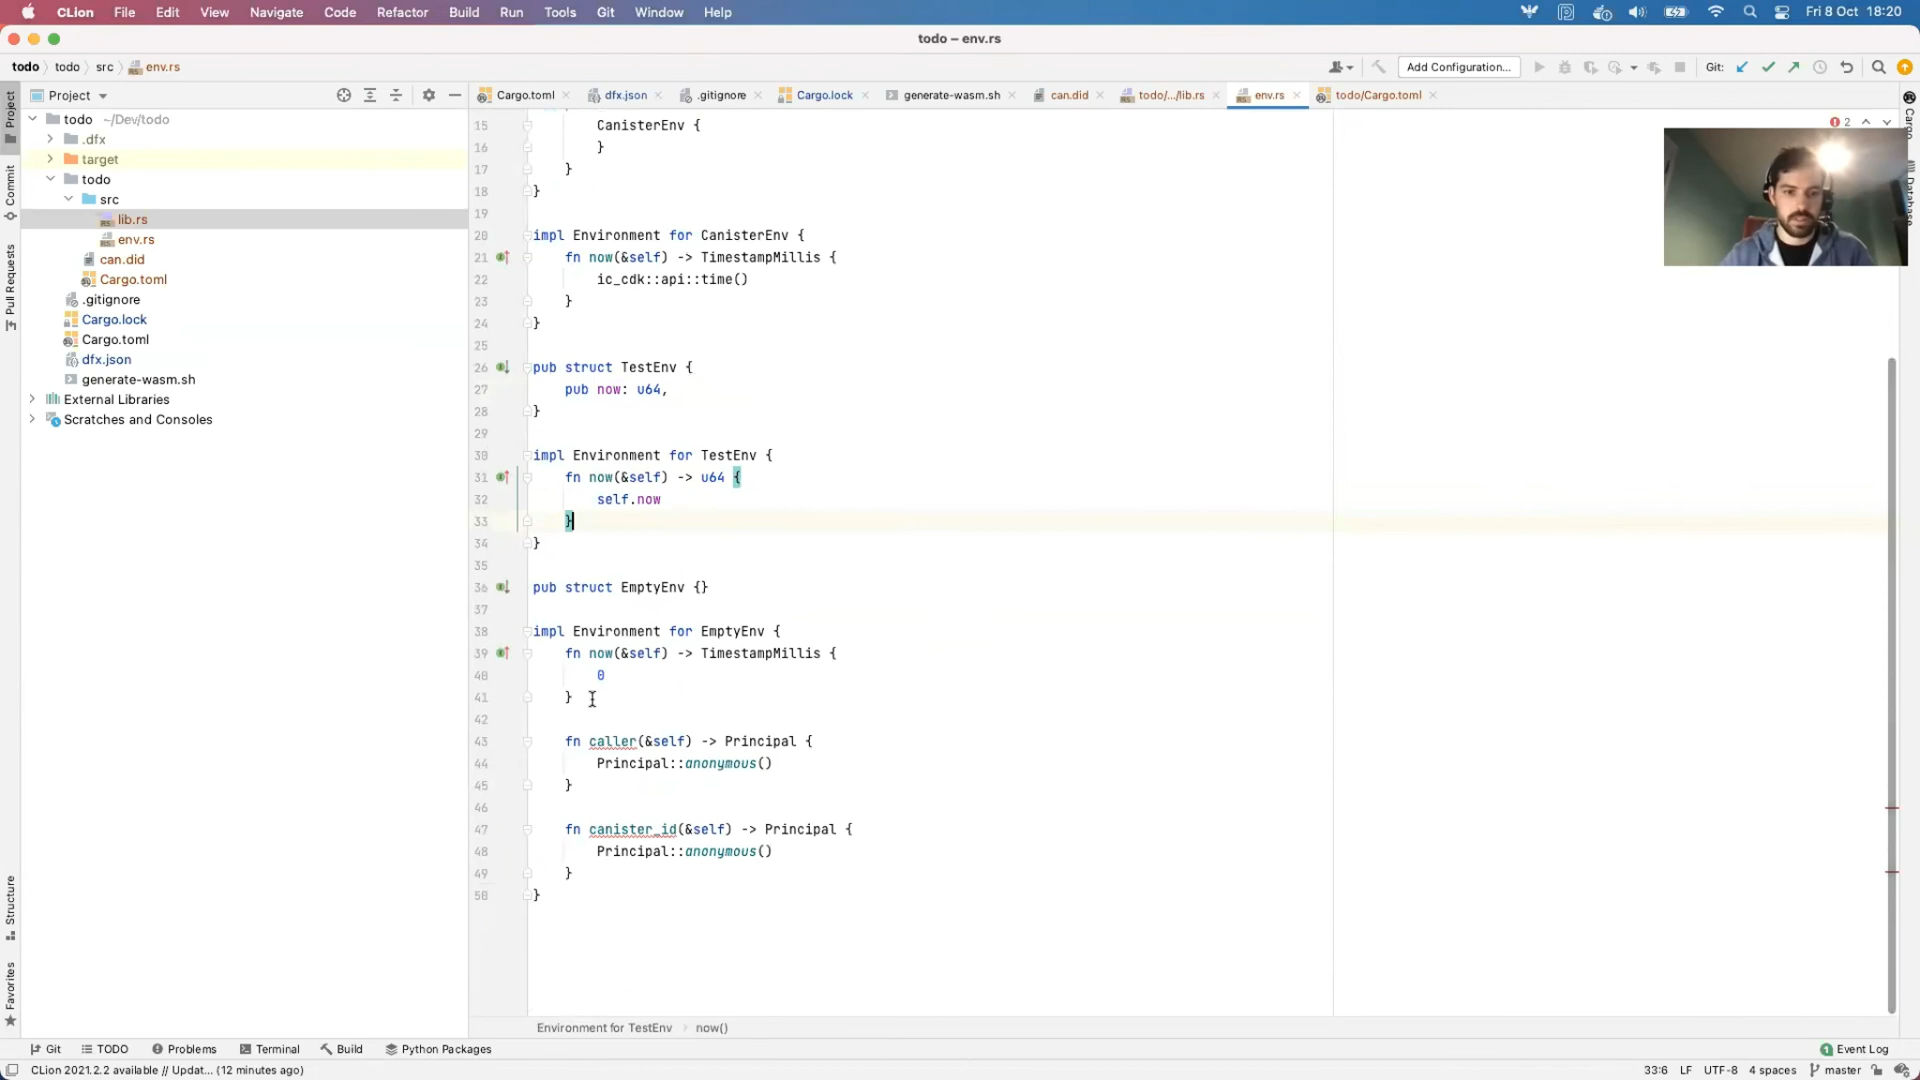 CLion File Edit View Navigate Code Refactor Build Run Tools Git Window Help Fri 8 Oct 18:20
todo – env.rs
todo todo src env.rs Add Configuration... Git:
Project Cargo.toml dfx.json .gitignore Cargo.lock generate-wasm.sh can.did todo/.../lib.rs env.rs todo/Cargo.toml
todo ~/Dev/todo
.dfx
target
todo
src
lib.rs
env.rs
can.did
Cargo.toml
.gitignore
Cargo.lock
Cargo.toml
dfx.json
generate-wasm.sh
External Libraries
Scratches and Consoles
Project
Commit
Pull Requests
Structure
Favorites
2
Cargo
Database
15 CanisterEnv {
16 }
17 }
18 }
19
20 impl Environment for CanisterEnv {
21 fn now(&self) -> TimestampMillis {
22 ic_cdk::api::time()
23 }
24 }
25
26 pub struct TestEnv {
27 pub now: u64,
28 }
29
30 impl Environment for TestEnv {
31 fn now(&self) -> u64 {
32 self.now
33 }
34 }
35
36 pub struct EmptyEnv {}
37
38 impl Environment for EmptyEnv {
39 fn now(&self) -> TimestampMillis {
40 0
41 }
42
43 fn caller(&self) -> Principal {
44 Principal::anonymous()
45 }
46
47 fn canister_id(&self) -> Principal {
48 Principal::anonymous()
49 }
50 }
Environment for TestEnv now()
Git TODO Problems Terminal Build Python Packages 1 Event Log
CLion 2021.2.2 available // Updat... (12 minutes ago) 33:6 LF UTF-8 4 spaces master